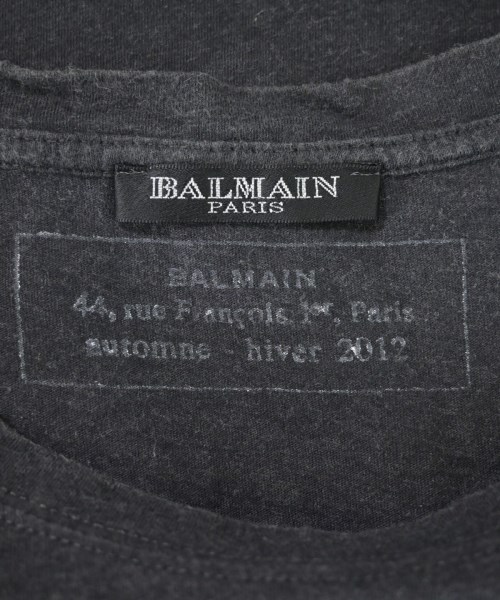 BALMAIN
PARIS
BALMAIN
44, rue François 1er, Paris
automne - hiver 2012